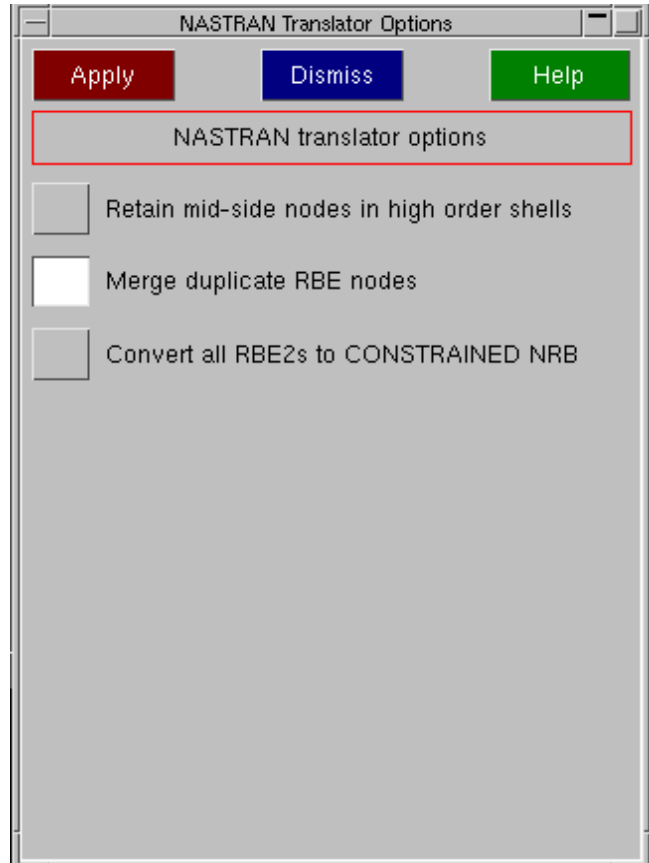 NASTRAN Translator Options
Apply Dismiss Help
NASTRAN translator options
Retain mid-side nodes in high order shells
Merge duplicate RBE nodes
Convert all RBE2s to CONSTRAINED NRB